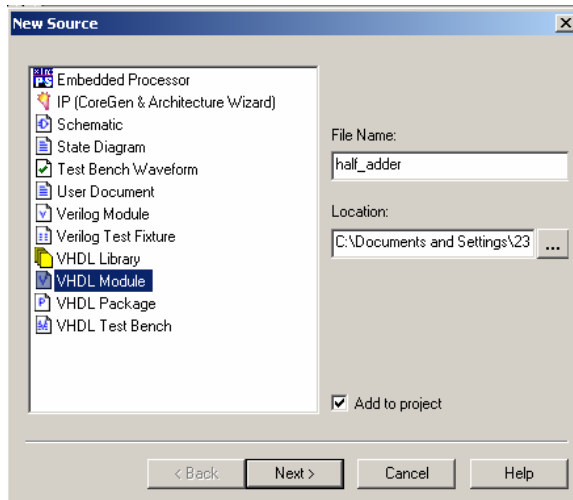 New Source
Embedded Processor
IP (CoreGen & Architecture Wizard)
Schematic
State Diagram
Test Bench Waveform
User Document
Verilog Module
Verilog Test Fixture
VHDL Library
VHDL Module
VHDL Package
VHDL Test Bench
File Name:
half_adder
Location:
C:\Documents and Settings\23
...
Add to project
< Back
Next >
Cancel
Help